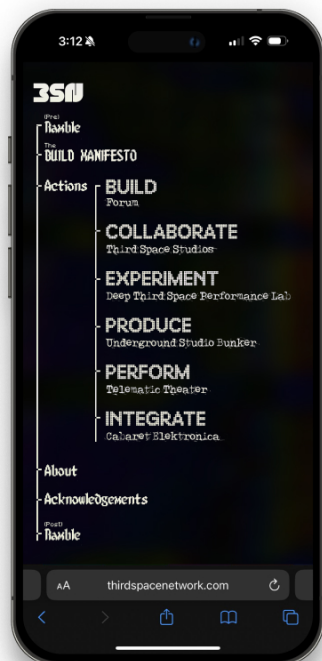 3:12
3SN
(Pre)
Ramble
The
BUILD MANIFESTO
Actions
BUILD
Forum
COLLABORATE
Third Space Studios
EXPERIMENT
Deep Third Space Performance Lab
PRODUCE
Underground Studio Bunker
PERFORM
Telematic Theater
INTEGRATE
Cabaret Elektronica
About
Acknowledgements
(Post)
Ramble
AA thirdspacenetwork.com